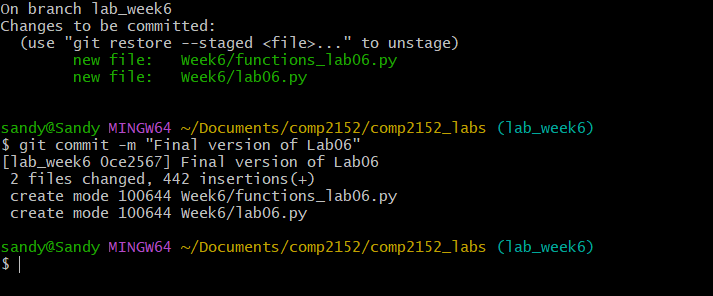 On branch lab_week6
Changes to be committed:
  (use "git restore --staged <file>..." to unstage)
        new file:   Week6/functions_lab06.py
        new file:   Week6/lab06.py
sandy@Sandy MINGW64 ~/Documents/comp2152/comp2152_labs (lab_week6)
$ git commit -m "Final version of Lab06"
[lab_week6 0ce2567] Final version of Lab06
 2 files changed, 442 insertions(+)
 create mode 100644 Week6/functions_lab06.py
 create mode 100644 Week6/lab06.py
sandy@Sandy MINGW64 ~/Documents/comp2152/comp2152_labs (lab_week6)
$